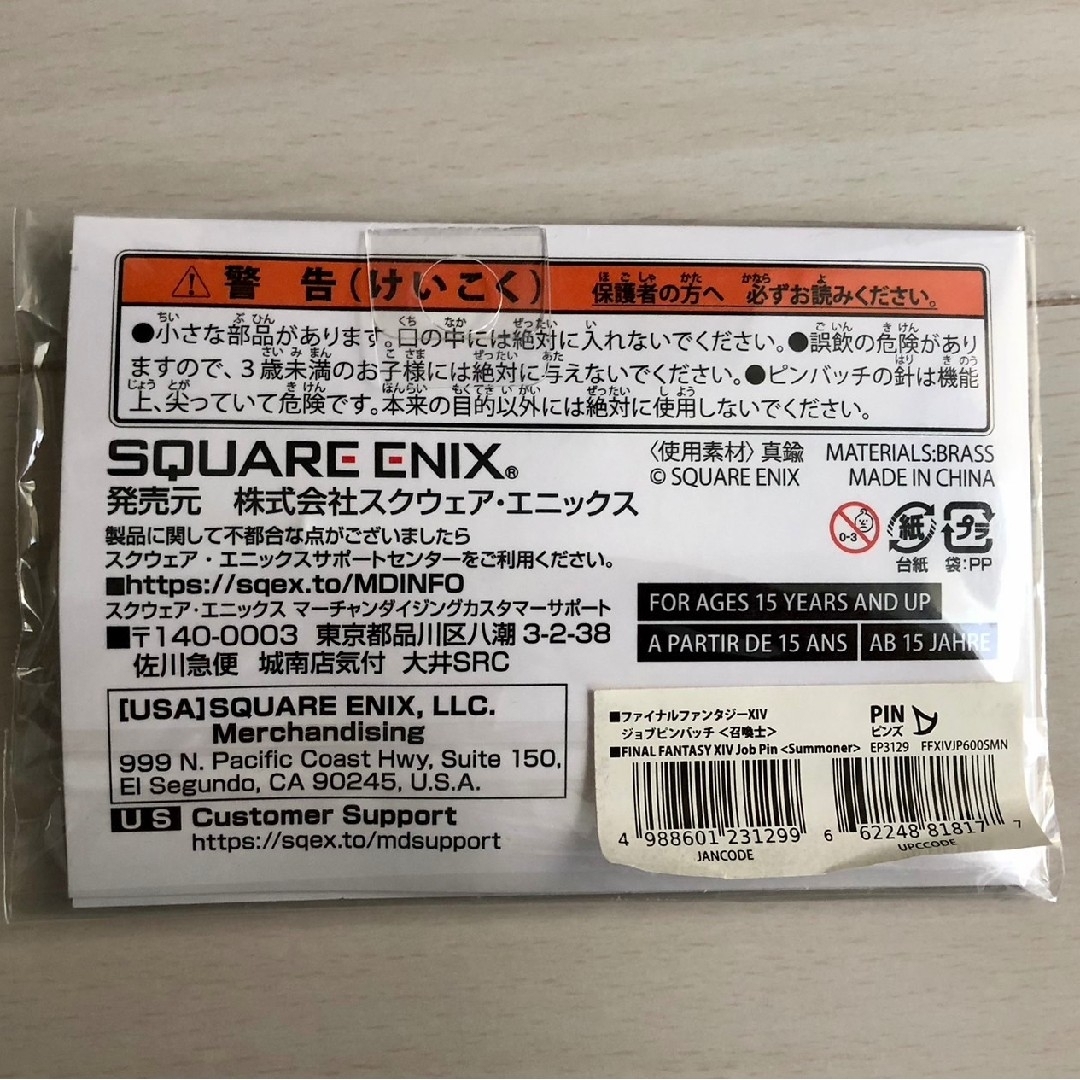 警告(けいこく) 保護者の方へ 必ずお読みください。
●小さな部品があります。口の中には絶対に入れないでください。●誤飲の危険があり
ますので、3歳未満のお子様には絶対に与えないでください。●ピンバッチの針は機能
上、尖っていて危険です。本来の目的以外には絶対に使用しないでください。
SQUARE ENIX®
発売元 株式会社スクウェア・エニックス
製品に関して不都合な点がございましたら
スクウェア・エニックスサポートセンターをご利用ください。
■https://sqex.to/MDINFO
スクウェア・エニックス マーチャンダイジングカスタマーサポート
■〒140-0003 東京都品川区八潮3-2-38
佐川急便 城南店気付 大井SRC
[USA]SQUARE ENIX, LLC.
Merchandising
999 N. Pacific Coast Hwy, Suite 150,
El Segundo, CA 90245, U.S.A.
US Customer Support
https://sqex.to/mdsupport
〈使用素材〉真鍮 MATERIALS:BRASS
© SQUARE ENIX MADE IN CHINA
0-3 紙 プラ
台紙 袋:PP
FOR AGES 15 YEARS AND UP
A PARTIR DE 15 ANS AB 15 JAHRE
■ファイナルファンタジーXIV
ジョブピンバッチ <召喚士>
PIN
ピンズ
■FINAL FANTASY XIV Job Pin <Summoner> EP3129 FFXIVJP600SMN
4 988601 231299
JANCODE
6 62248 81817 7
UPCCODE